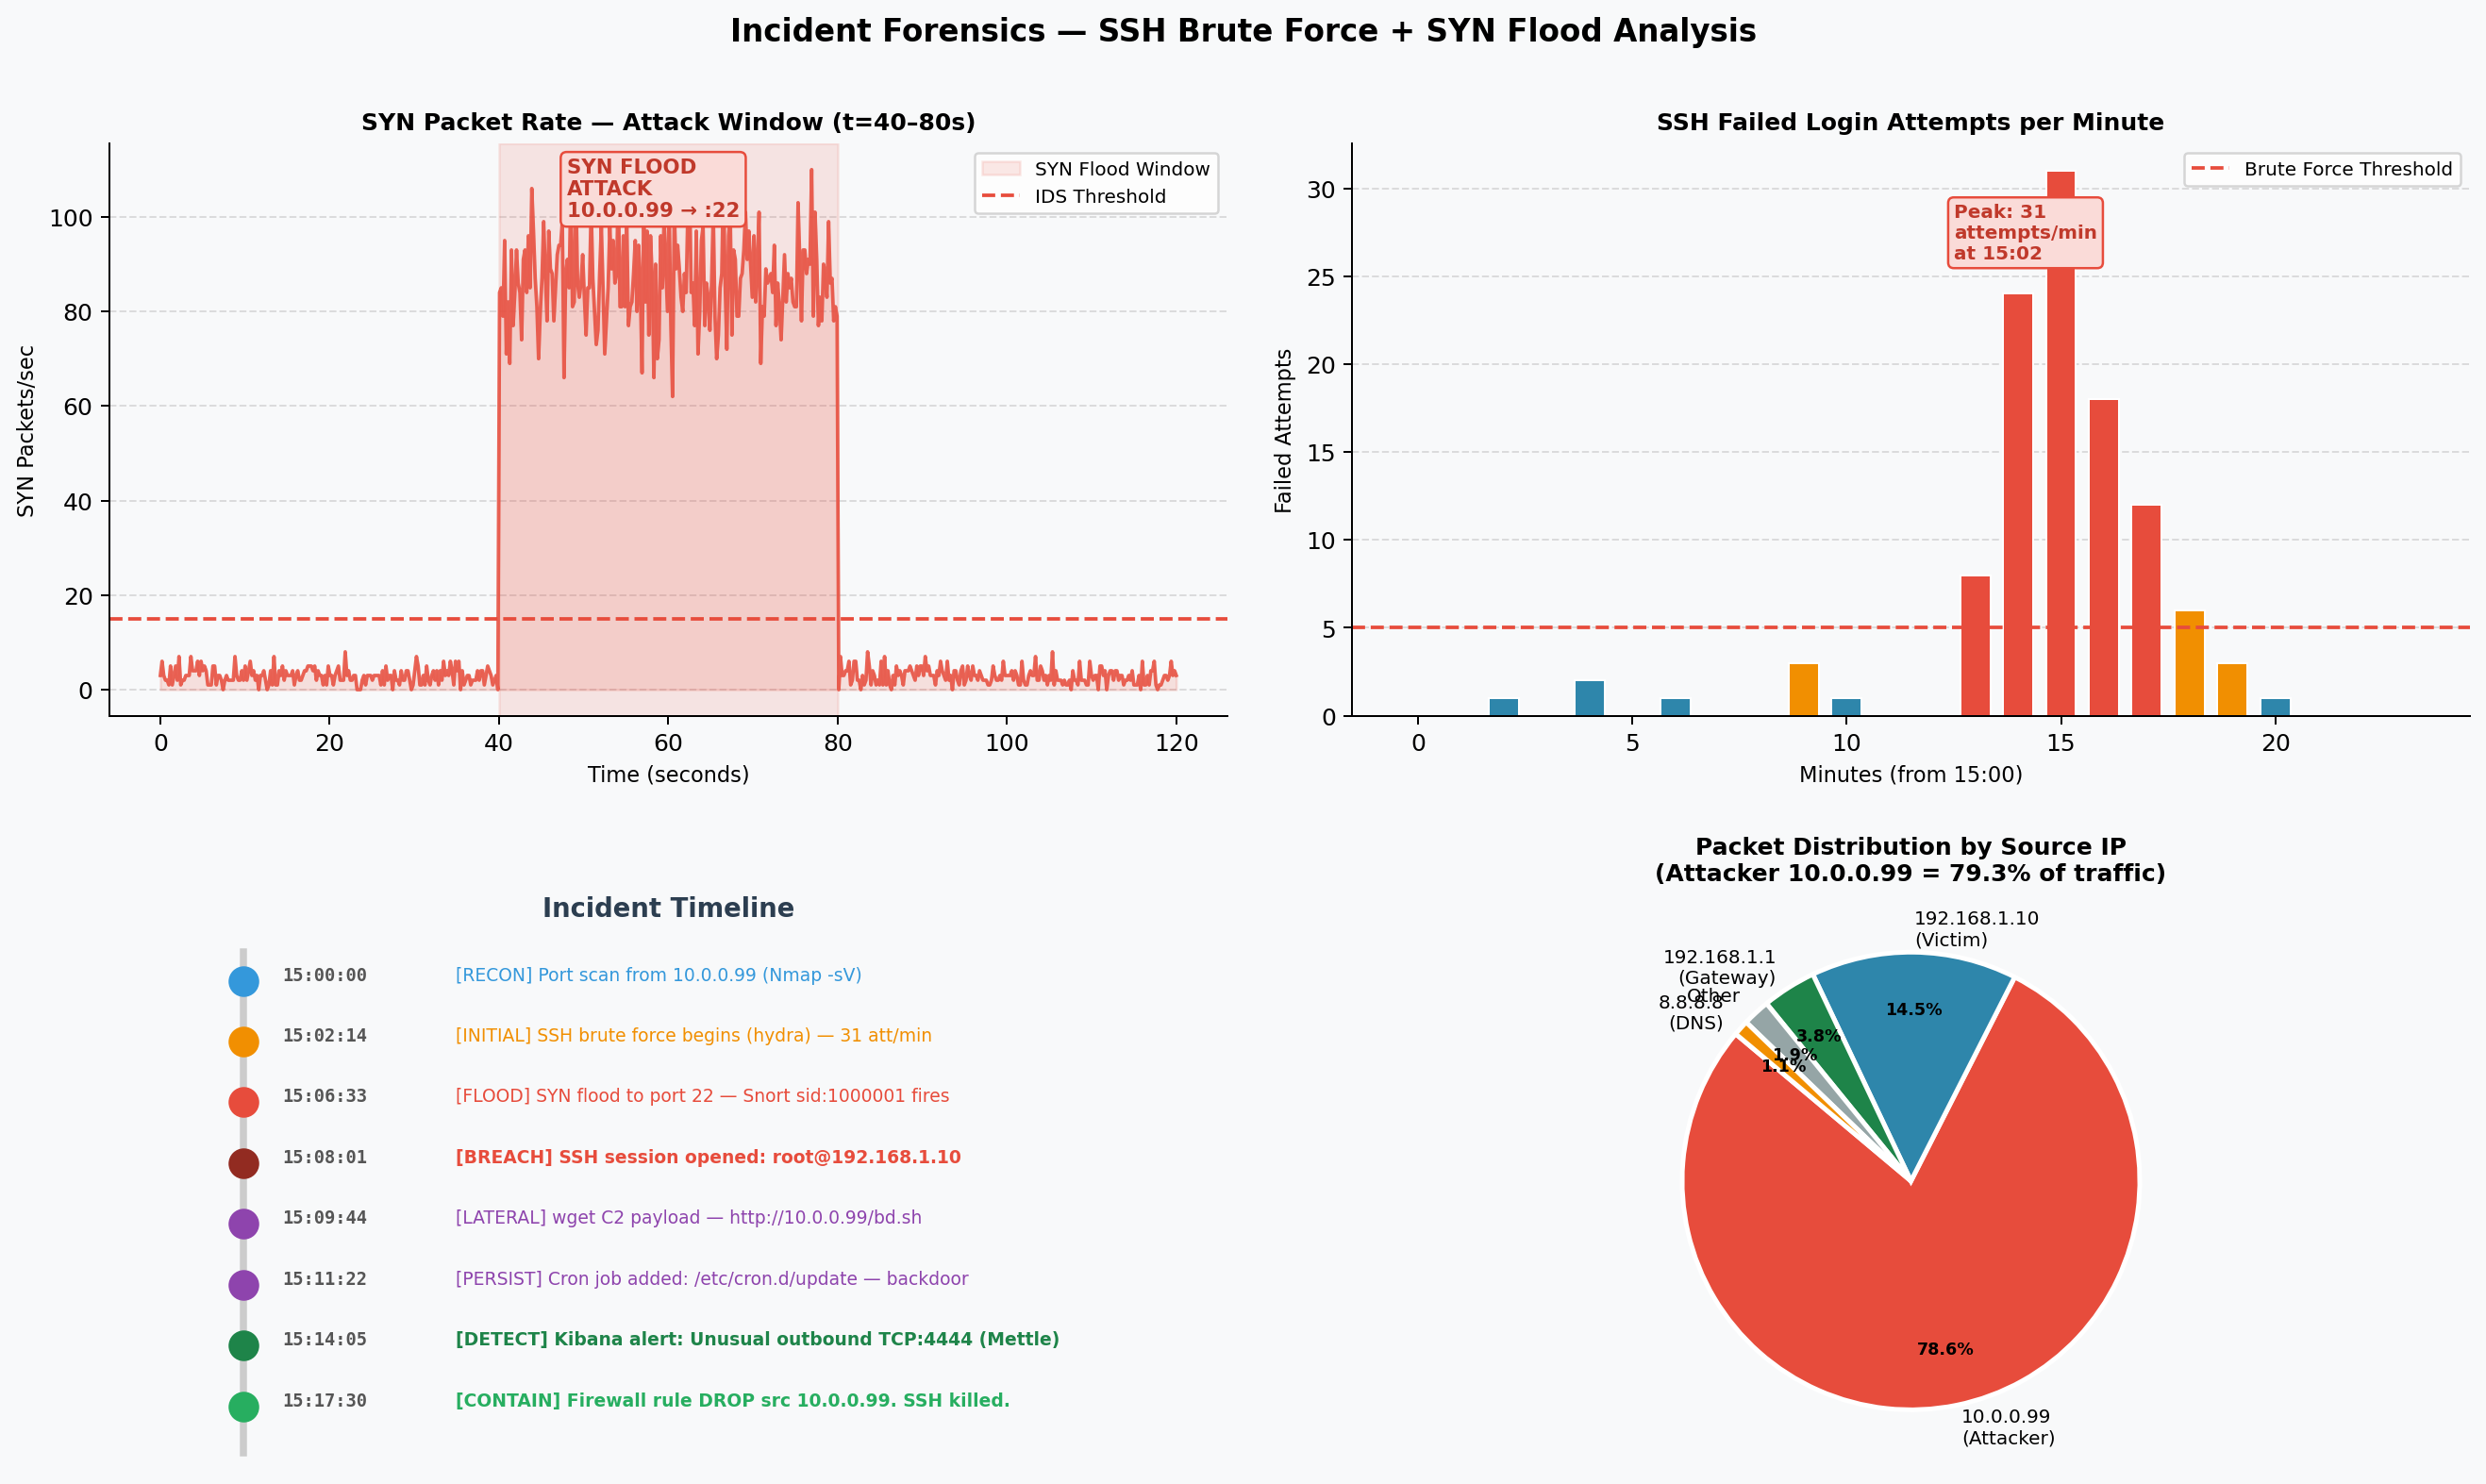 Incident Forensics — SSH Brute Force + SYN Flood Analysis
SYN Packet Rate — Attack Window (t=40–80s)
SYN FLOOD
ATTACK
10.0.0.99 → :22
SYN Flood Window
IDS Threshold
SYN Packets/sec
100
80
60
40
20
0
0
20
40
60
80
100
120
Time (seconds)
SSH Failed Login Attempts per Minute
Brute Force Threshold
Peak: 31
attempts/min
at 15:02
Failed Attempts
30
25
20
15
10
5
0
0
5
10
15
20
Minutes (from 15:00)
Incident Timeline
15:00:00 [RECON] Port scan from 10.0.0.99 (Nmap -sV)
15:02:14 [INITIAL] SSH brute force begins (hydra) — 31 att/min
15:06:33 [FLOOD] SYN flood to port 22 — Snort sid:1000001 fires
15:08:01 [BREACH] SSH session opened: root@192.168.1.10
15:09:44 [LATERAL] wget C2 payload — http://10.0.0.99/bd.sh
15:11:22 [PERSIST] Cron job added: /etc/cron.d/update — backdoor
15:14:05 [DETECT] Kibana alert: Unusual outbound TCP:4444 (Mettle)
15:17:30 [CONTAIN] Firewall rule DROP src 10.0.0.99. SSH killed.
Packet Distribution by Source IP
(Attacker 10.0.0.99 = 79.3% of traffic)
192.168.1.10
(Victim)
192.168.1.1
(Gateway)
Other
8.8.8.8
(DNS)
14.5%
3.8%
1.9%
1.1%
78.6%
10.0.0.99
(Attacker)